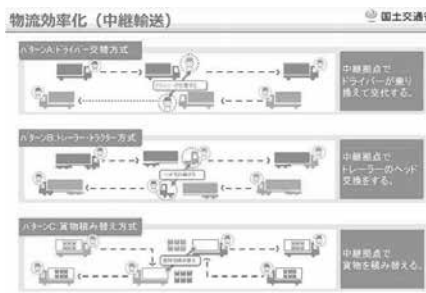 物流効率化（中継輸送）
国土交通省
パターンA:ドライバー交替方式
中継拠点で
ドライバーが乗り
換えて交代する。
パターンB:トレーラー・トラクター方式
中継拠点で
トレーラーのヘッド
交換をする。
パターンC:貨物積み替え方式
中継拠点で
貨物を積み替える。